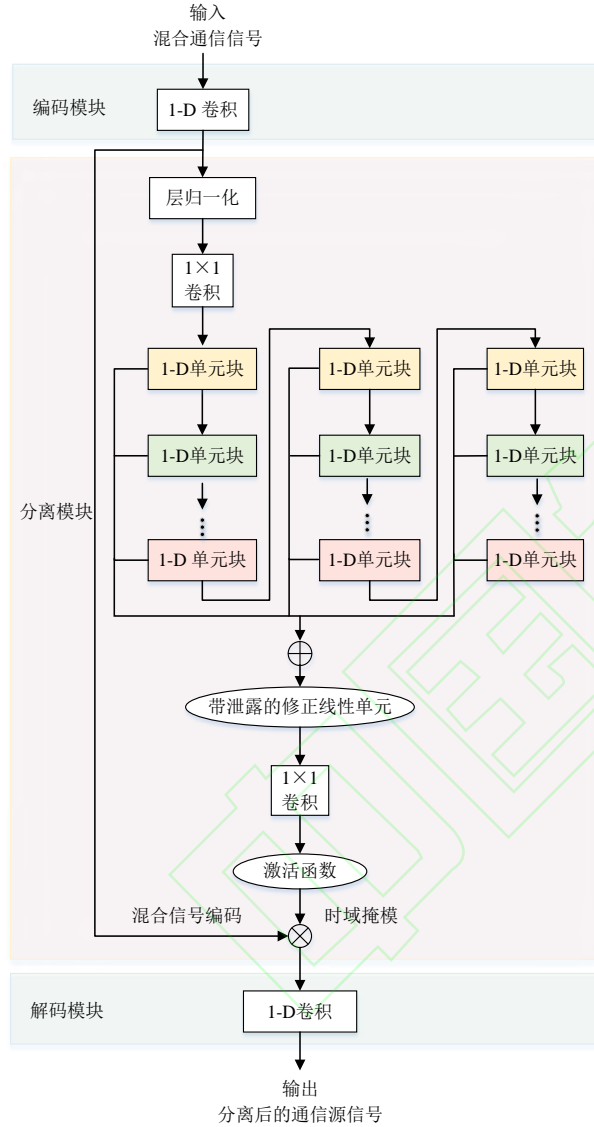 输入
混合通信信号
编码模块
1-D 卷积
层归一化
1×1
卷积
1-D单元块
1-D单元块
1-D单元块
1-D单元块
1-D单元块
1-D单元块
分离模块
1-D 单元块
1-D单元块
1-D单元块
带泄露的修正线性单元
1×1
卷积
激活函数
混合信号编码
时域掩模
解码模块
1-D卷积
输出
分离后的通信源信号